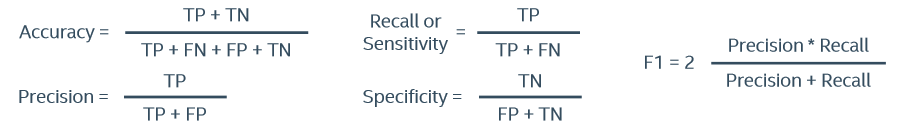 Accuracy = TP + TN / TP + FN + FP + TN
Recall or Sensitivity = TP / TP + FN
Precision = TP / TP + FP
Specificity = TN / FP + TN
F1 = 2 Precision * Recall / Precision + Recall